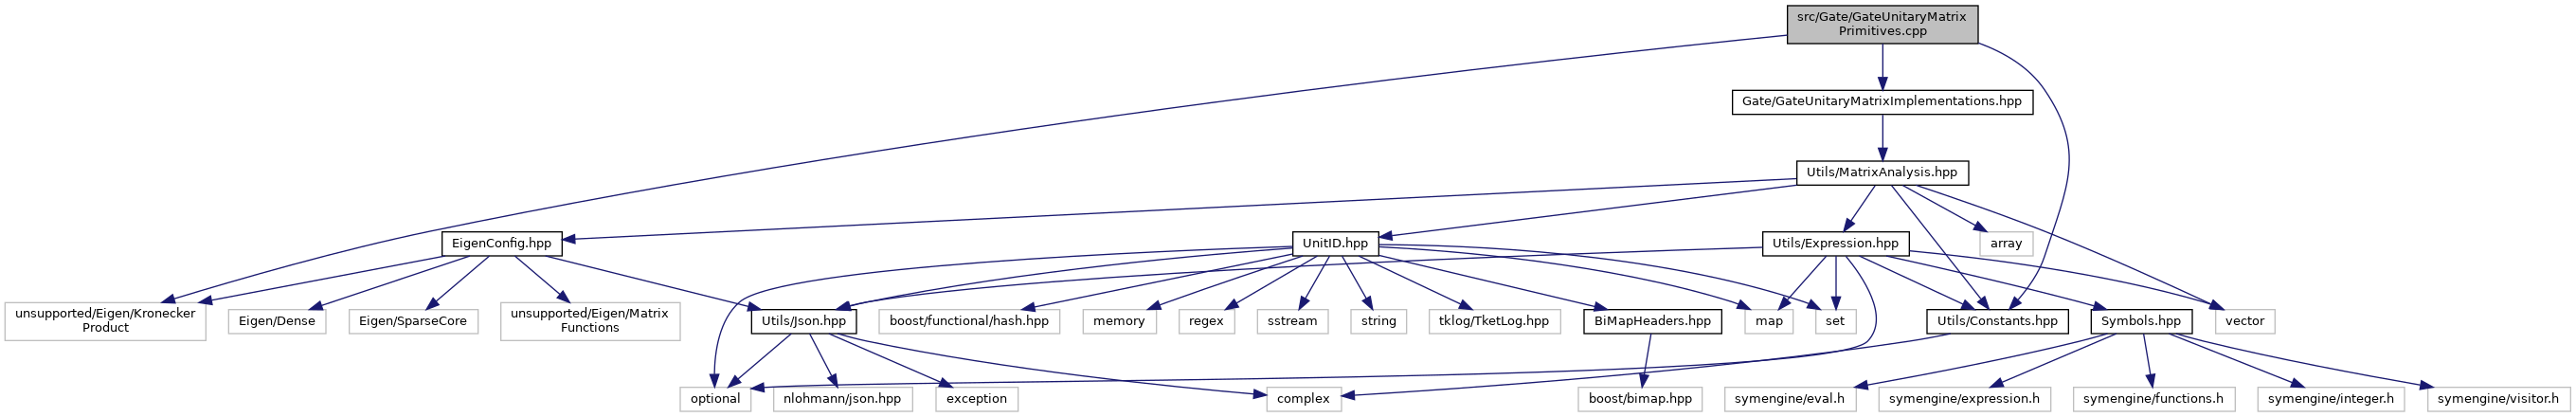 src/Gate/GateUnitaryMatrix
Primitives.cpp
Gate/GateUnitaryMatrixImplementations.hpp
Utils/MatrixAnalysis.hpp
EigenConfig.hpp
UnitID.hpp
Utils/Expression.hpp
array
unsupported/Eigen/Kronecker
Product
Eigen/Dense
Eigen/SparseCore
unsupported/Eigen/Matrix
Functions
Utils/Json.hpp
boost/functional/hash.hpp
memory
regex
sstream
string
tklog/TketLog.hpp
BiMapHeaders.hpp
map
set
Utils/Constants.hpp
Symbols.hpp
vector
optional
nlohmann/json.hpp
exception
complex
boost/bimap.hpp
symengine/eval.h
symengine/expression.h
symengine/functions.h
symengine/integer.h
symengine/visitor.h